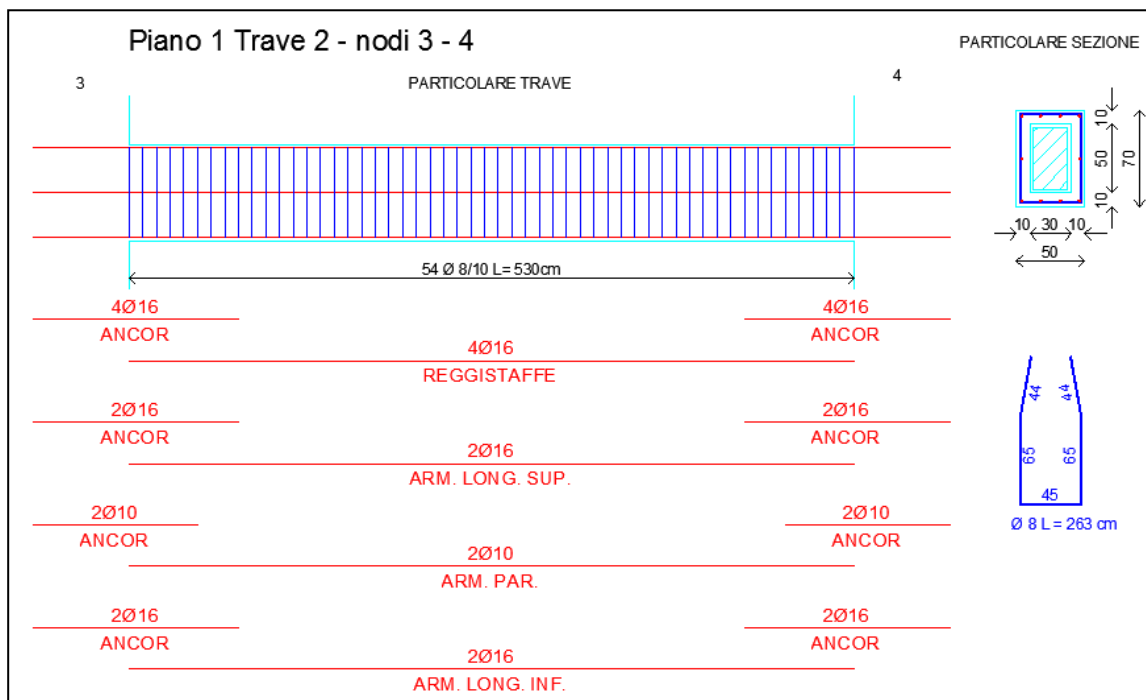 Piano 1 Trave 2 - nodi 3 - 4
PARTICOLARE SEZIONE
3
PARTICOLARE TRAVE
4
10
50
70
10
10 30 10
50
54 Ø 8/10 L= 530cm
4Ø16
ANCOR
4Ø16
ANCOR
4Ø16
REGGISTAFFE
2Ø16
ANCOR
2Ø16
ANCOR
2Ø16
ARM. LONG. SUP.
44 44
65 65
45
Ø 8 L = 263 cm
2Ø10
ANCOR
2Ø10
ANCOR
2Ø10
ARM. PAR.
2Ø16
ANCOR
2Ø16
ANCOR
2Ø16
ARM. LONG. INF.